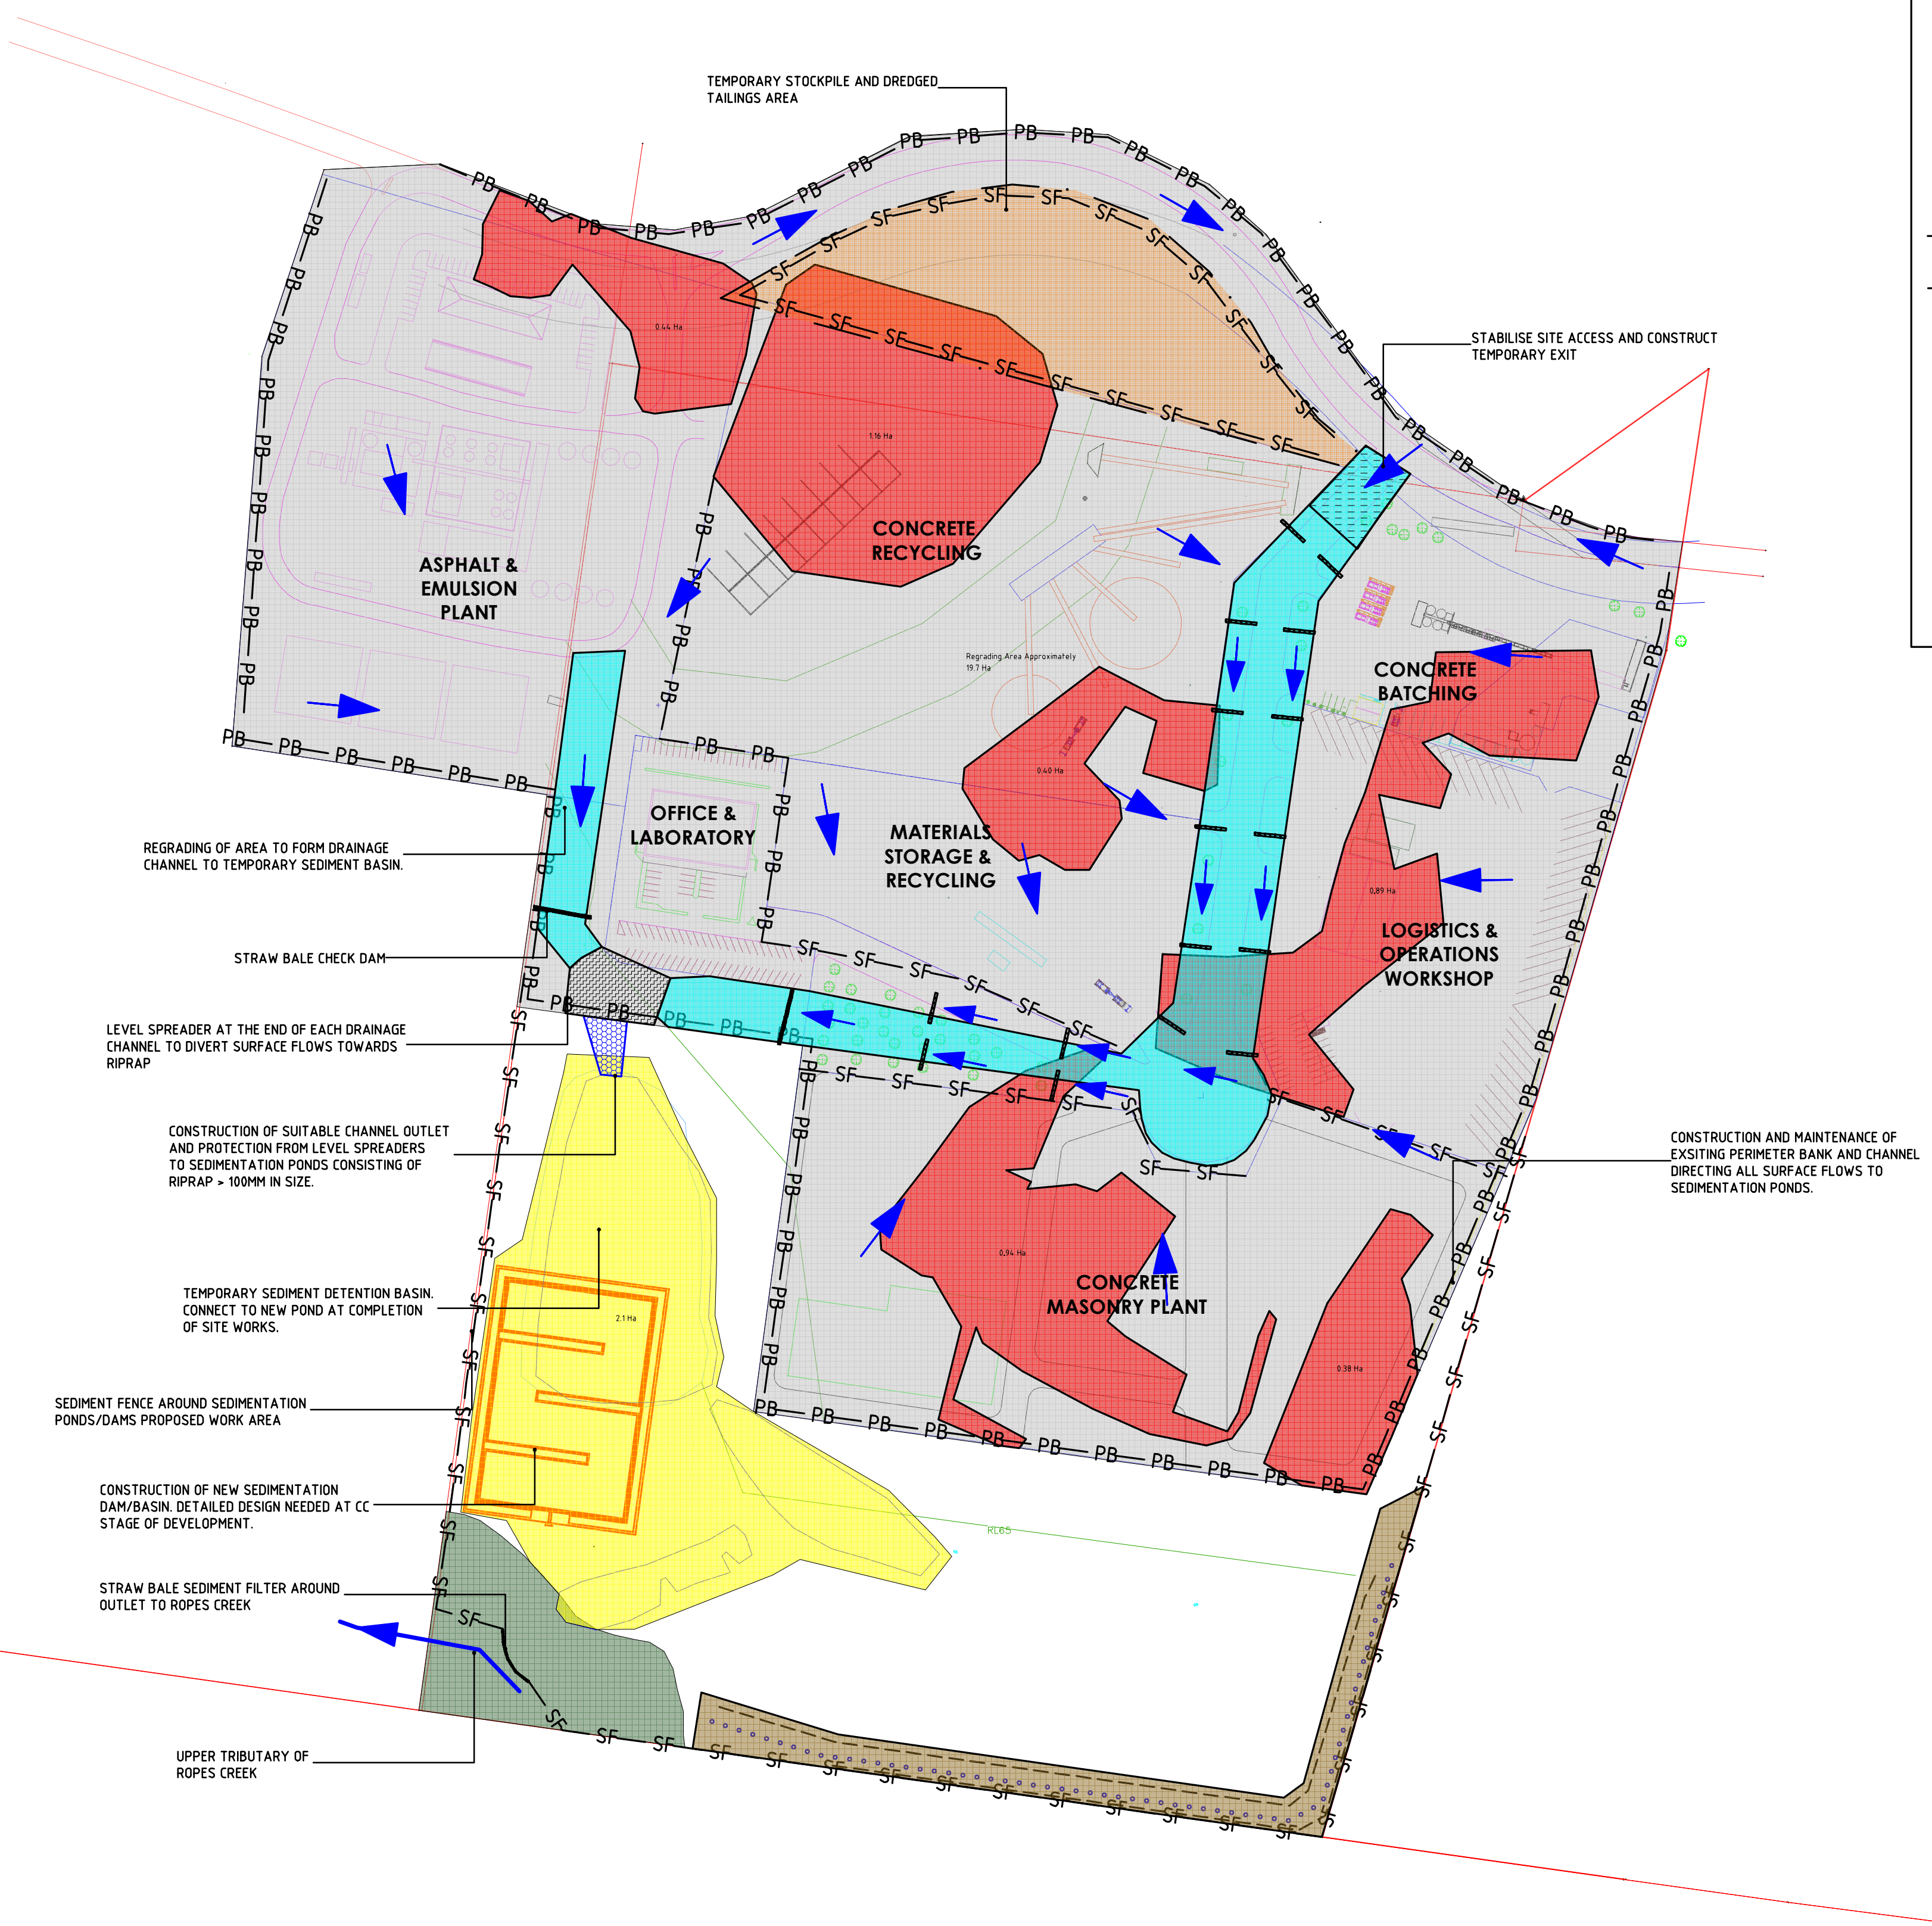 TEMPORARY STOCKPILE AND DREDGED
TAILINGS AREA
STABILISE SITE ACCESS AND CONSTRUCT
TEMPORARY EXIT
0.44 Ha
1.16 Ha
CONCRETE
RECYCLING
ASPHALT &
EMULSION
PLANT
Regrading Area Approximately
19.7 Ha
CONCRETE
BATCHING
0.40 Ha
OFFICE &
LABORATORY
MATERIALS
STORAGE &
RECYCLING
0.89 Ha
LOGISTICS &
OPERATIONS
WORKSHOP
REGRADING OF AREA TO FORM DRAINAGE
CHANNEL TO TEMPORARY SEDIMENT BASIN.
STRAW BALE CHECK DAM
LEVEL SPREADER AT THE END OF EACH DRAINAGE
CHANNEL TO DIVERT SURFACE FLOWS TOWARDS
RIPRAP
CONSTRUCTION OF SUITABLE CHANNEL OUTLET
AND PROTECTION FROM LEVEL SPREADERS
TO SEDIMENTATION PONDS CONSISTING OF
RIPRAP > 100MM IN SIZE.
CONSTRUCTION AND MAINTENANCE OF
EXSITING PERIMETER BANK AND CHANNEL
DIRECTING ALL SURFACE FLOWS TO
SEDIMENTATION PONDS.
0.94 Ha
CONCRETE
MASONRY PLANT
0.38 Ha
TEMPORARY SEDIMENT DETENTION BASIN.
CONNECT TO NEW POND AT COMPLETION
OF SITE WORKS.
2.1 Ha
SEDIMENT FENCE AROUND SEDIMENTATION
PONDS/DAMS PROPOSED WORK AREA
CONSTRUCTION OF NEW SEDIMENTATION
DAM/BASIN. DETAILED DESIGN NEEDED AT CC
STAGE OF DEVELOPMENT.
RL65
STRAW BALE SEDIMENT FILTER AROUND
OUTLET TO ROPES CREEK
UPPER TRIBUTARY OF
ROPES CREEK
PB
SF